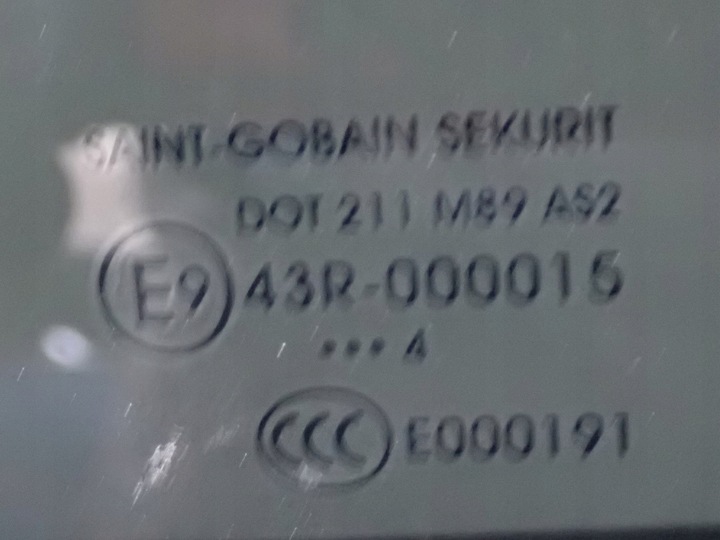 SAINT-GOBAIN SEKURIT
DOT 211 M89 AS2
E9 43R-000015
••• 4
CCC E000191